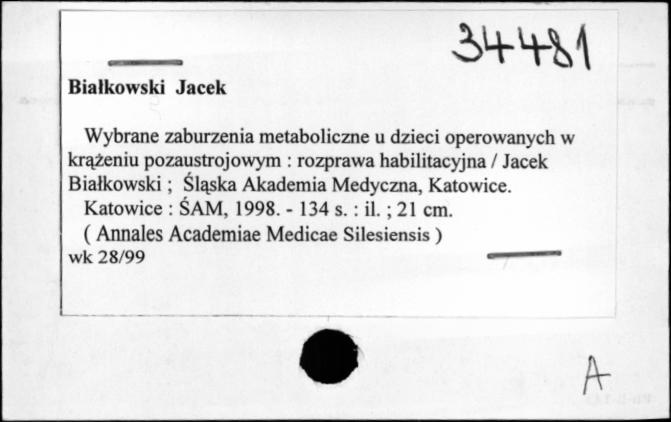 34481
Białkowski Jacek
Wybrane zaburzenia metaboliczne u dzieci operowanych w
krążeniu pozaustrojowym : rozprawa habilitacyjna / Jacek
Białkowski ; Śląska Akademia Medyczna, Katowice.
Katowice : ŚAM, 1998. - 134 s. : il. ; 21 cm.
( Annales Academiae Medicae Silesiensis )
wk 28/99
A